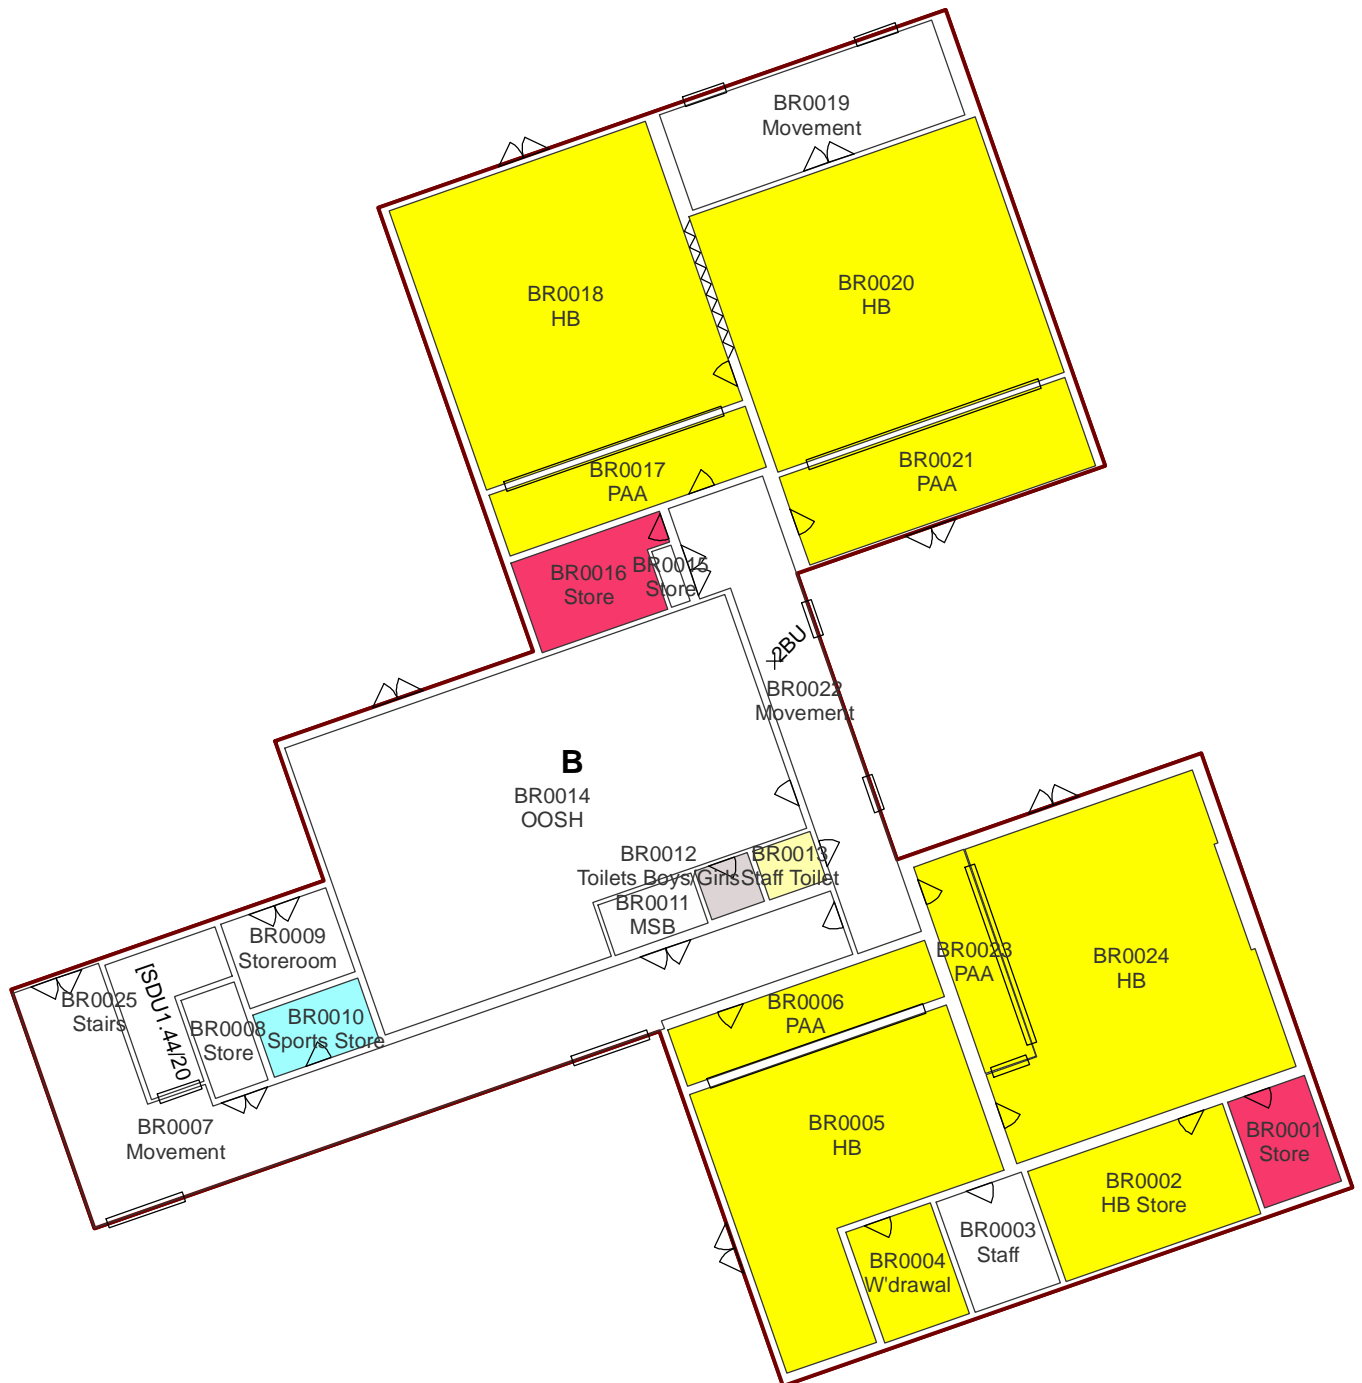 BR0019
Movement
BR0018
HB
BR0020
HB
BR0017
PAA
BR0021
PAA
BR0016
Store
BR0015
Store
2BU
BR0022
Movement
B
BR0014
OOSH
BR0012
Toilets Boys/Girls
BR0013
Staff Toilet
BR0011
MSB
BR0009
Storeroom
BR0025
Stairs
[SDU1.44/20
BR0008
Store
BR0010
Sports Store
BR0007
Movement
BR0006
PAA
BR0023
PAA
BR0024
HB
BR0005
HB
BR0004
W'drawal
BR0003
Staff
BR0002
HB Store
BR0001
Store